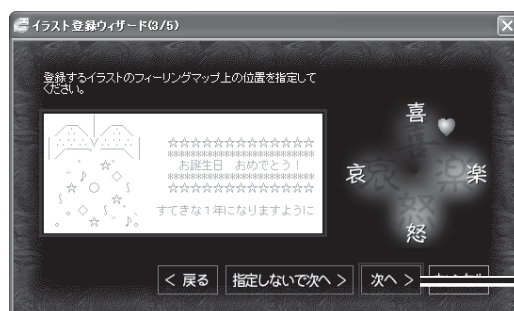 イラスト登録ウィザード(3/5)
登録するイラストのフィーリングマップ上の位置を指定して
ください。
☆☆☆☆☆☆☆☆☆☆☆☆
お誕生日　おめでとう！
☆☆☆☆☆☆☆☆☆☆☆☆
すてきな１年になりますように
喜
哀
楽
怒
< 戻る
指定しないで次へ >
次へ >